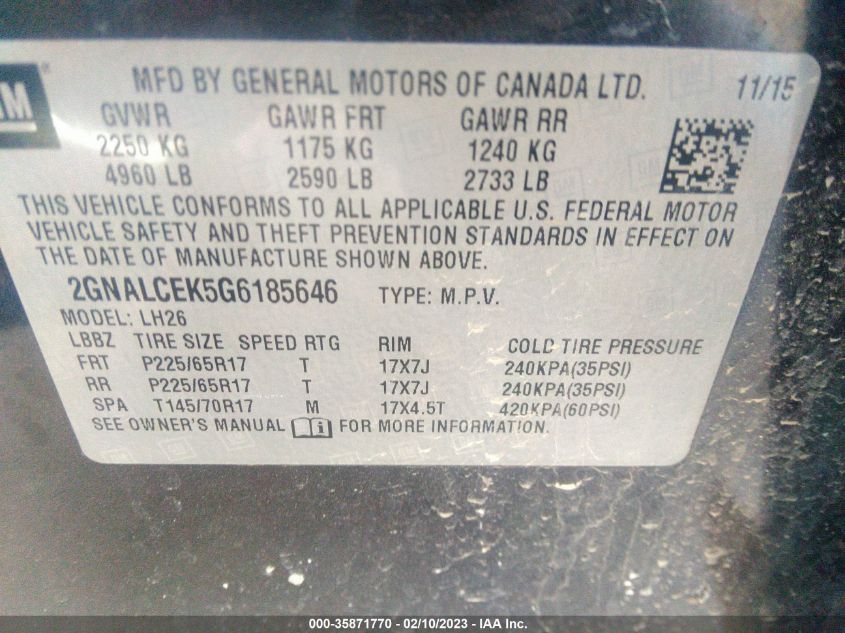 GM ®
MFD BY GENERAL MOTORS OF CANADA LTD. 11/15
GVWR GAWR FRT GAWR RR
2250 KG 1175 KG 1240 KG
4960 LB 2590 LB 2733 LB
THIS VEHICLE CONFORMS TO ALL APPLICABLE U.S. FEDERAL MOTOR
VEHICLE SAFETY AND THEFT PREVENTION STANDARDS IN EFFECT ON
THE DATE OF MANUFACTURE SHOWN ABOVE.
2GNALCEK5G6185646 TYPE: M.P.V.
MODEL: LH26
LBBZ TIRE SIZE SPEED RTG RIM COLD TIRE PRESSURE
FRT P225/65R17 T 17X7J 240KPA(35PSI)
RR P225/65R17 T 17X7J 240KPA(35PSI)
SPA T145/70R17 M 17X4.5T 420KPA(60PSI)
SEE OWNER'S MANUAL FOR MORE INFORMATION.
000-35871770 - 02/10/2023 - IAA Inc.